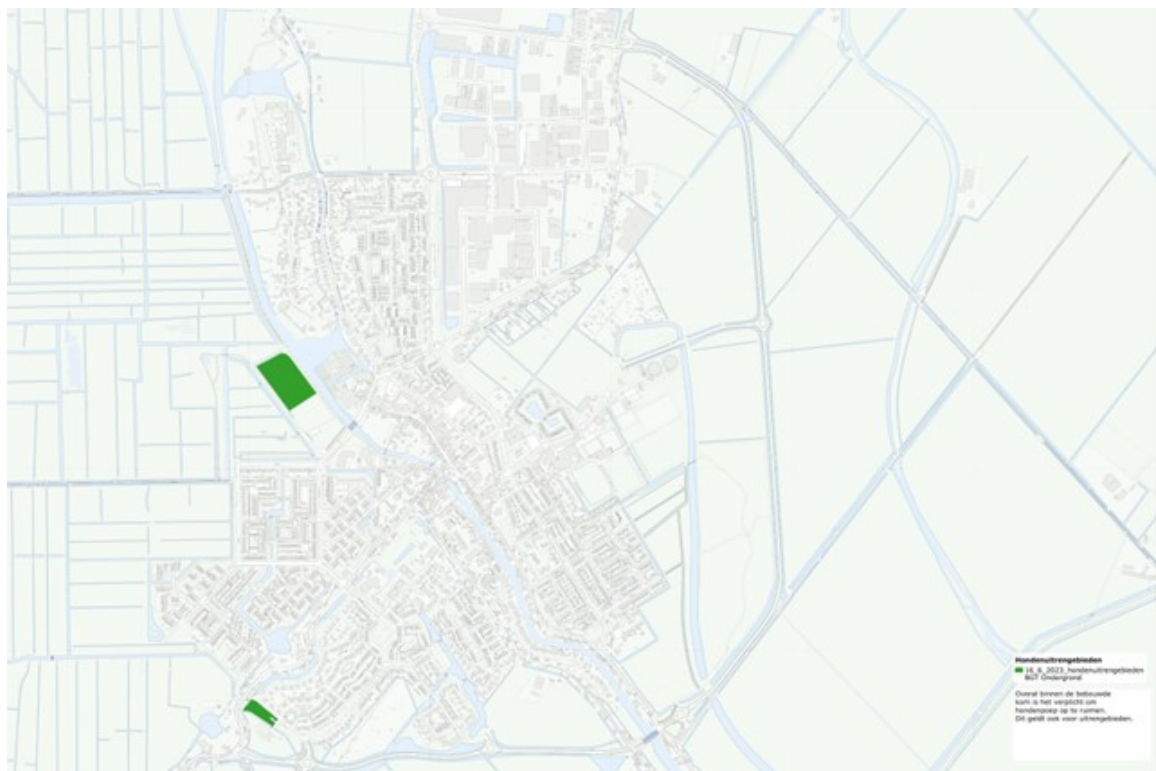 Hondenuitrengebieden
16_6_2023_hondenuitrengebieden
BGT Ondergrond
Overal binnen de bebouwde
kom is het verplicht om
hondenpoep op te ruimen.
Dit geldt ook voor uitrengebieden.